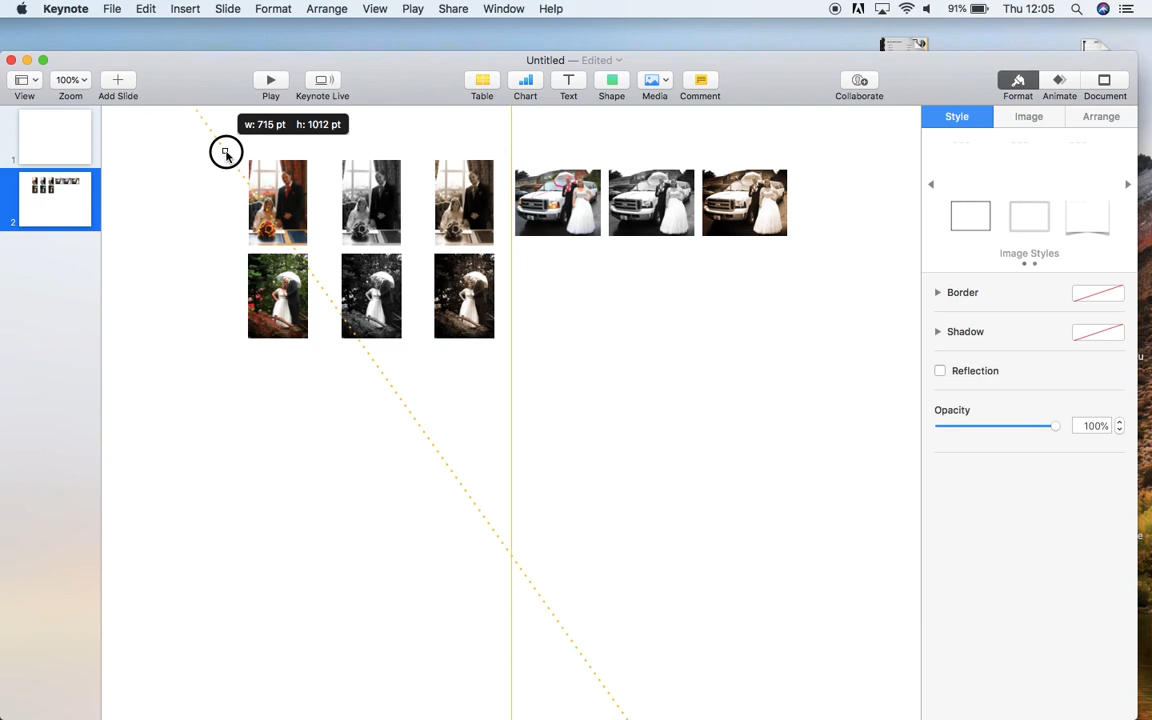 Keynote File Edit Insert Slide Format Arrange View Play Share Window Help 91% Thu 12:05
Untitled — Edited
100%
View Zoom Add Slide Play Keynote Live Table Chart Text Shape Media Comment Collaborate Format Animate Document
Style Image Arrange
w: 715 pt h: 1012 pt
1
2
Image Styles
Border
Shadow
Reflection
Opacity
100%